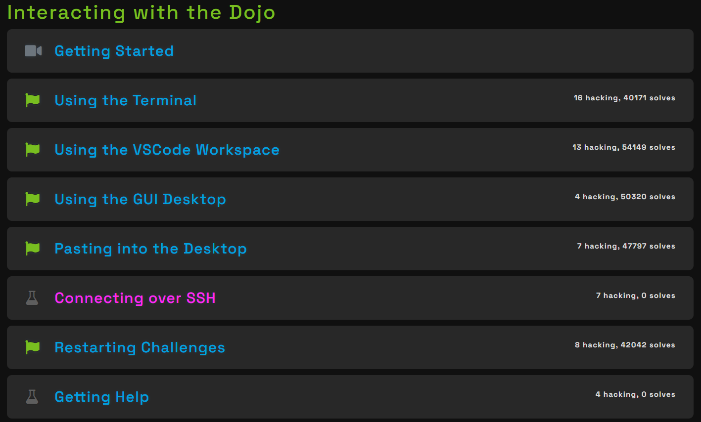 Interacting with the Dojo
Getting Started
Using the Terminal 16 hacking, 40171 solves
Using the VSCode Workspace 13 hacking, 54149 solves
Using the GUI Desktop 4 hacking, 50320 solves
Pasting into the Desktop 7 hacking, 47797 solves
Connecting over SSH 7 hacking, 0 solves
Restarting Challenges 8 hacking, 42042 solves
Getting Help 4 hacking, 0 solves